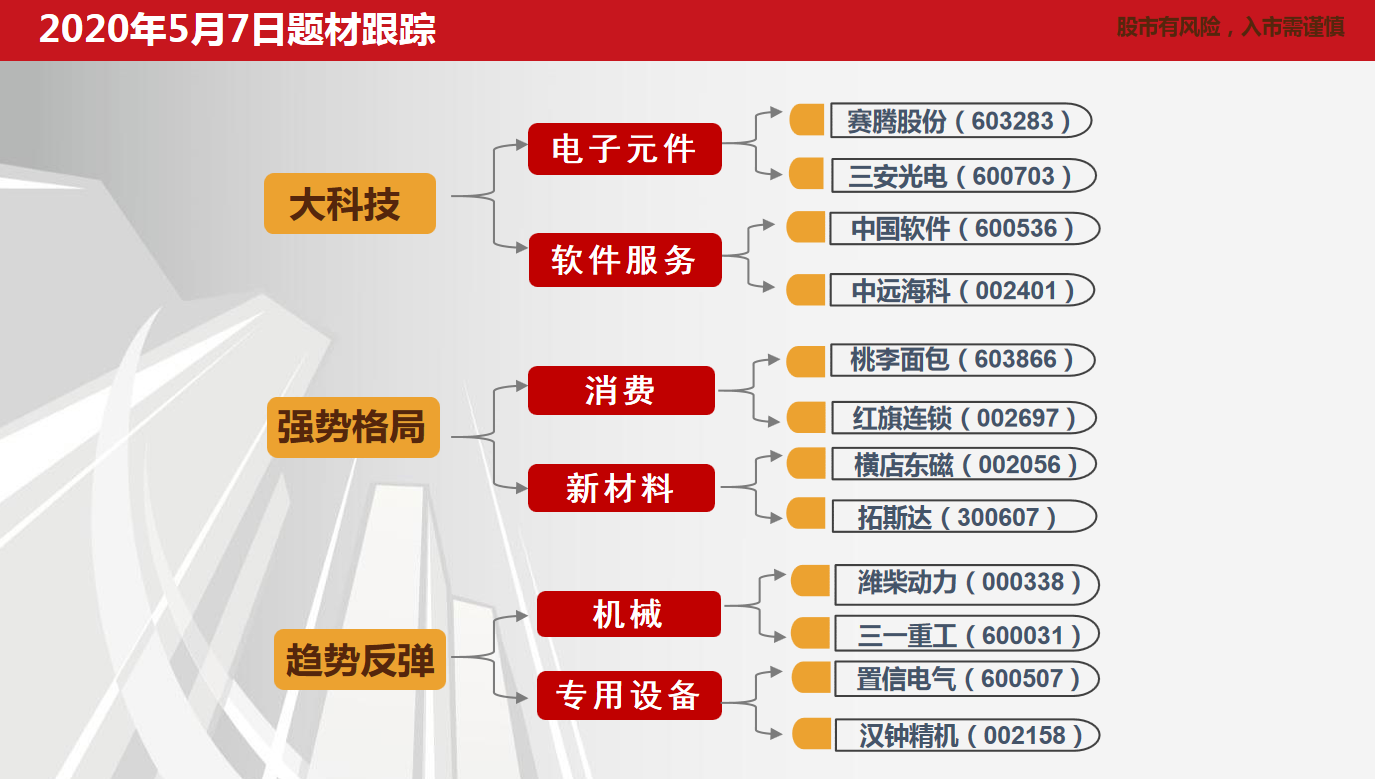 2020年5月7日题材跟踪
股市有风险，入市需谨慎
大科技
电子元件
赛腾股份（603283）
三安光电（600703）
软件服务
中国软件（600536）
中远海科（002401）
强势格局
消费
桃李面包（603866）
红旗连锁（002697）
新材料
横店东磁（002056）
拓斯达（300607）
趋势反弹
机械
潍柴动力（000338）
三一重工（600031）
专用设备
置信电气（600507）
汉钟精机（002158）